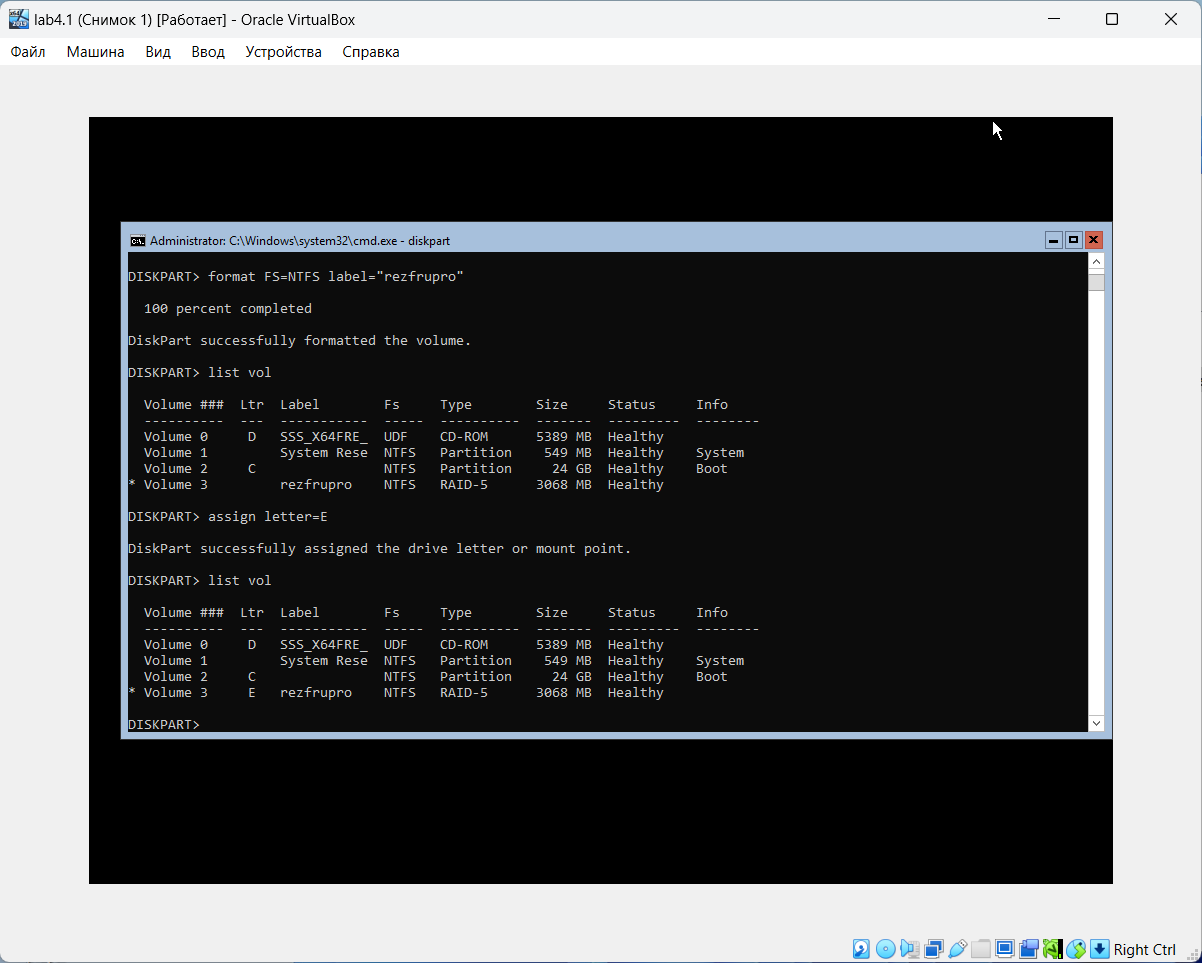 lab4.1 (Снимок 1) [Работает] - Oracle VirtualBox
Файл Машина Вид Ввод Устройства Справка
Administrator: C:\Windows\system32\cmd.exe - diskpart
DISKPART> format FS=NTFS label="rezfrupro"
100 percent completed
DiskPart successfully formatted the volume.
DISKPART> list vol
Volume ### Ltr Label Fs Type Size Status Info
---------- --- ----------- ----- ---------- ------- --------- --------
Volume 0 D SSS_X64FRE_ UDF CD-ROM 5389 MB Healthy
Volume 1 System Rese NTFS Partition 549 MB Healthy System
Volume 2 C NTFS Partition 24 GB Healthy Boot
* Volume 3 rezfrupro NTFS RAID-5 3068 MB Healthy
DISKPART> assign letter=E
DiskPart successfully assigned the drive letter or mount point.
DISKPART> list vol
Volume ### Ltr Label Fs Type Size Status Info
---------- --- ----------- ----- ---------- ------- --------- --------
Volume 0 D SSS_X64FRE_ UDF CD-ROM 5389 MB Healthy
Volume 1 System Rese NTFS Partition 549 MB Healthy System
Volume 2 C NTFS Partition 24 GB Healthy Boot
* Volume 3 E rezfrupro NTFS RAID-5 3068 MB Healthy
DISKPART>
Right Ctrl